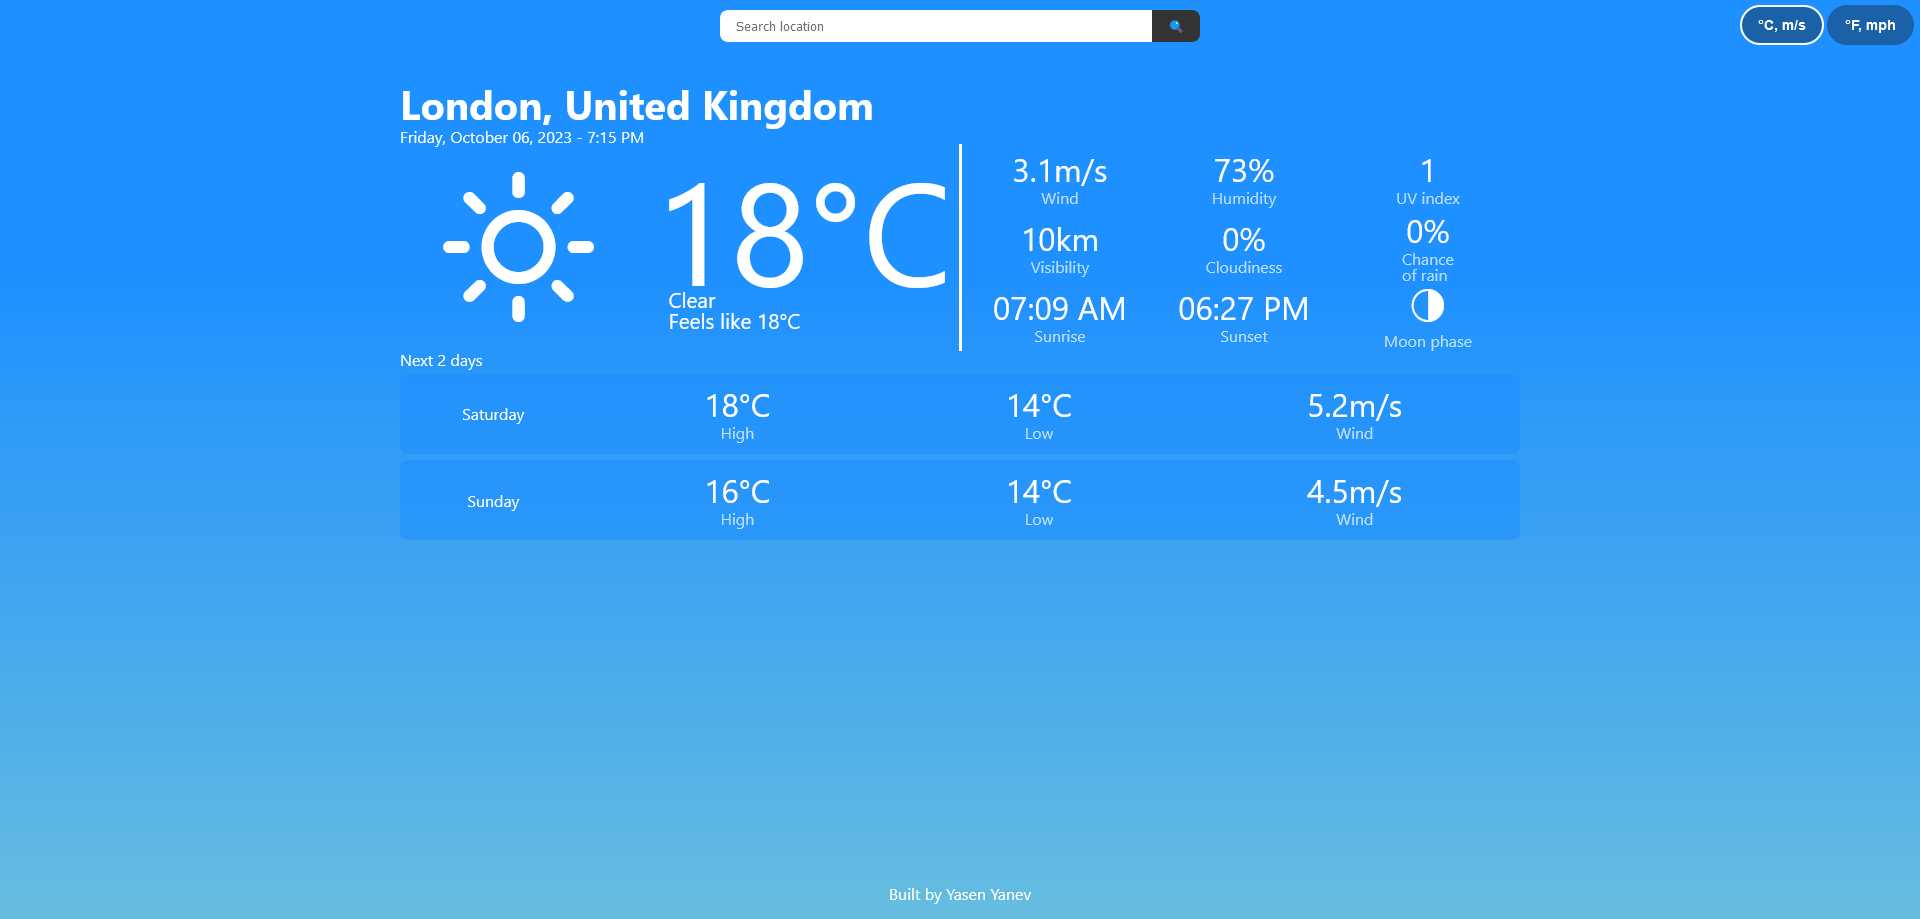 Search location
°C, m/s
°F, mph
London, United Kingdom
Friday, October 06, 2023 - 7:15 PM
18°C
Clear
Feels like 18°C
3.1m/s
Wind
73%
Humidity
1
UV index
10km
Visibility
0%
Cloudiness
0%
Chance
of rain
07:09 AM
Sunrise
06:27 PM
Sunset
Moon phase
Next 2 days
Saturday
18°C
High
14°C
Low
5.2m/s
Wind
Sunday
16°C
High
14°C
Low
4.5m/s
Wind
Built by Yasen Yanev